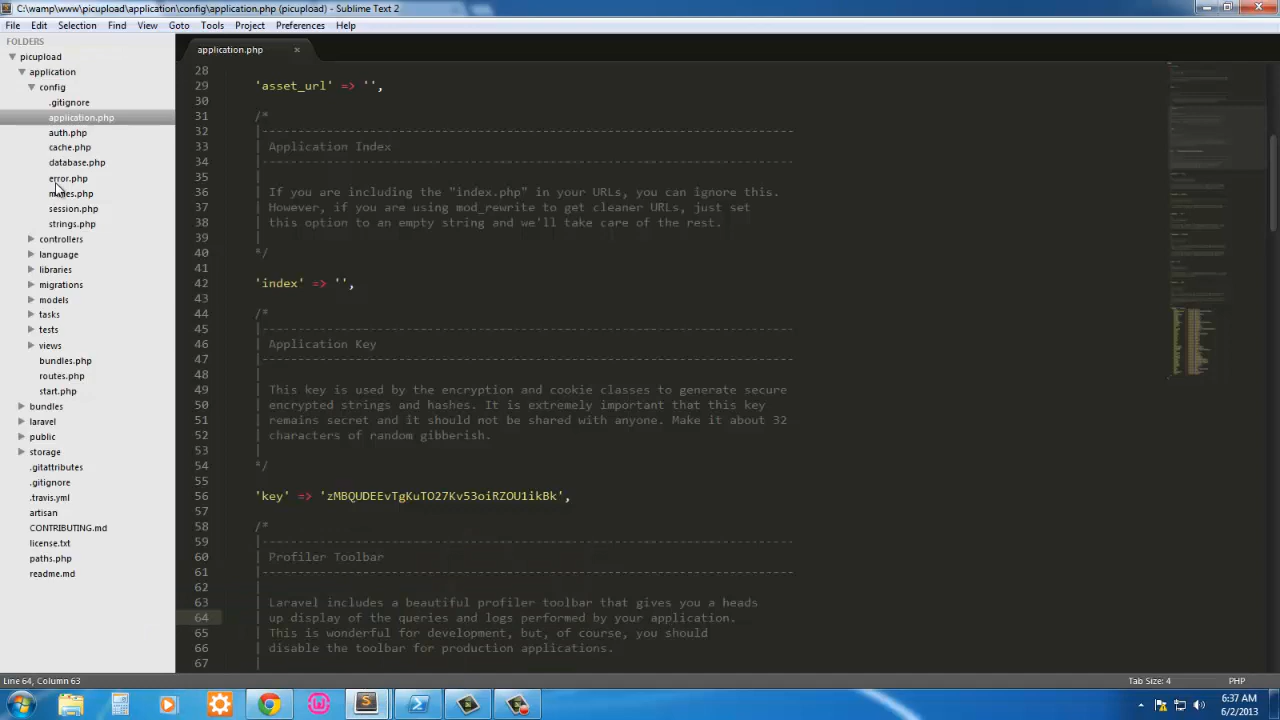 C:\wamp\www\picupload\application\config\application.php (picupload) - Sublime Text 2
File Edit Selection Find View Goto Tools Project Preferences Help
FOLDERS
picupload
application
config
.gitignore
application.php
auth.php
cache.php
database.php
error.php
session.php
strings.php
controllers
language
libraries
migrations
models
tasks
tests
views
bundles.php
routes.php
start.php
bundles
laravel
public
storage
.gitattributes
.gitignore
.travis.yml
artisan
CONTRIBUTING.md
license.txt
paths.php
readme.md
application.php ×
28
29 'asset_url' => '',
30
31 /*
32 |--------------------------------------------------------------------------
33 | Application Index
34 |--------------------------------------------------------------------------
35 |
36 | If you are including the "index.php" in your URLs, you can ignore this.
37 | However, if you are using mod_rewrite to get cleaner URLs, just set
38 | this option to an empty string and we'll take care of the rest.
39 |
40 */
41
42 'index' => '',
43
44 /*
45 |--------------------------------------------------------------------------
46 | Application Key
47 |--------------------------------------------------------------------------
48 |
49 | This key is used by the encryption and cookie classes to generate secure
50 | encrypted strings and hashes. It is extremely important that this key
51 | remains secret and it should not be shared with anyone. Make it about 32
52 | characters of random gibberish.
53 |
54 */
55
56 'key' => 'zMBQUDEEvTgKuTO27Kv53oiRZOU1ikBk',
57
58 /*
59 |--------------------------------------------------------------------------
60 | Profiler Toolbar
61 |--------------------------------------------------------------------------
62 |
63 | Laravel includes a beautiful profiler toolbar that gives you a heads
64 | up display of the queries and logs performed by your application.
65 | This is wonderful for development, but, of course, you should
66 | disable the toolbar for production applications.
67 |
Line 64, Column 63 Tab Size: 4 PHP
6:37 AM
6/2/2013